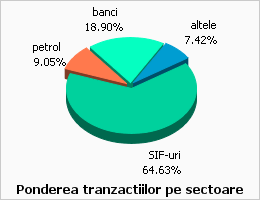 banci
18.90%
altele
7.42%
petrol
9.05%
SIF-uri
64.63%
Ponderea tranzactiilor pe sectoare